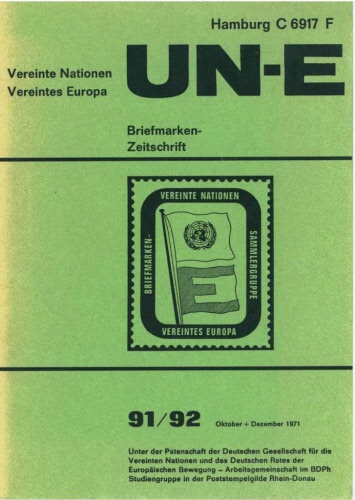 Hamburg C 6917 F
Vereinte Nationen
Vereintes Europa
UN-E
Briefmarken-
Zeitschrift
VEREINTE NATIONEN
BRIEFMARKEN-
SAMMLERGRUPPE
E
VEREINTES EUROPA
91/92 Oktober + Dezember 1971
Unter der Patenschaft der Deutschen Gesellschaft für die
Vereinten Nationen und des Deutschen Rates der
Europäischen Bewegung – Arbeitsgemeinschaft im BDPh
Studiengruppe in der Poststempelgilde Rhein-Donau